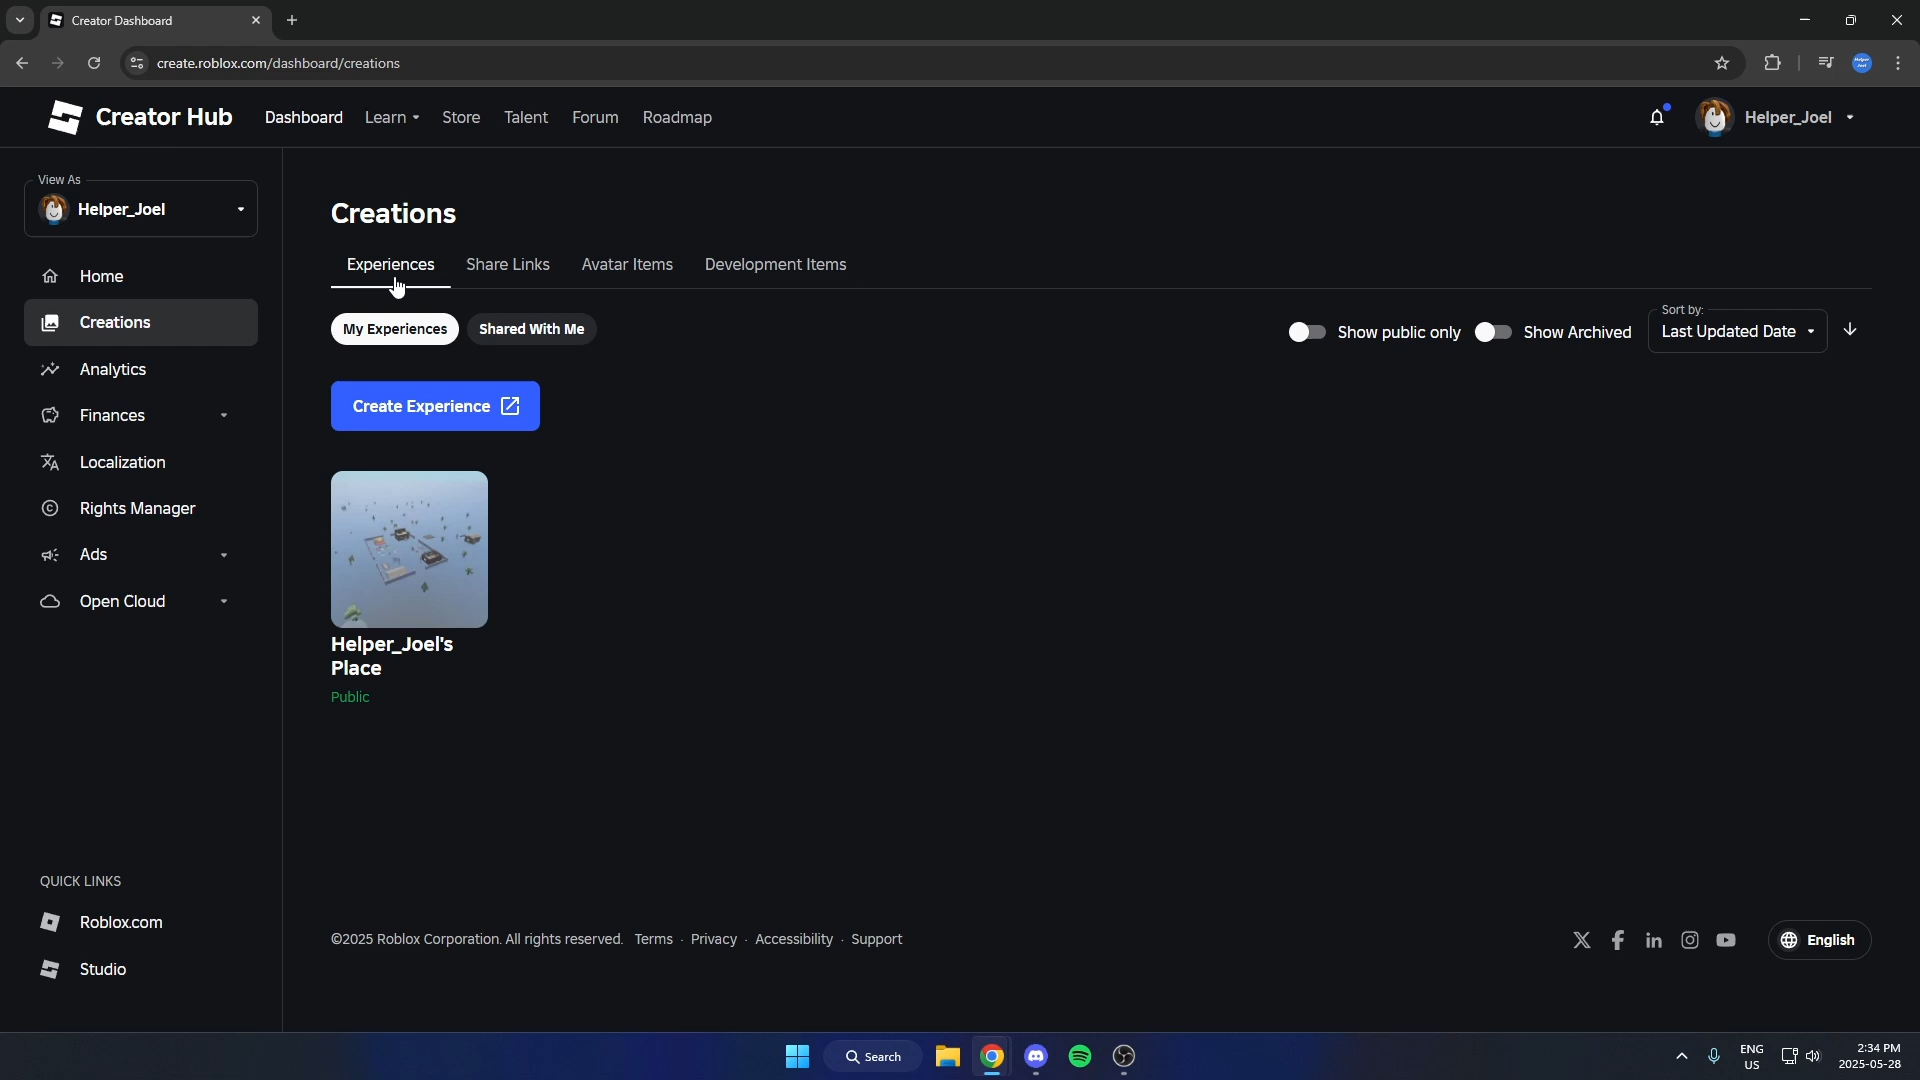 Creator Dashboard
create.roblox.com/dashboard/creations
Creator Hub
Dashboard
Learn
Store
Talent
Forum
Roadmap
Helper_Joel
View As
Helper_Joel
Home
Creations
Analytics
Finances
Localization
Rights Manager
Ads
Open Cloud
QUICK LINKS
Roblox.com
Studio
Creations
Experiences
Share Links
Avatar Items
Development Items
My Experiences
Shared With Me
Show public only
Show Archived
Sort by:
Last Updated Date
Create Experience
Helper_Joel's
Place
Public
©2025 Roblox Corporation. All rights reserved.
Terms · Privacy · Accessibility · Support
English
Search
ENG
US
2:34 PM
2025-05-28